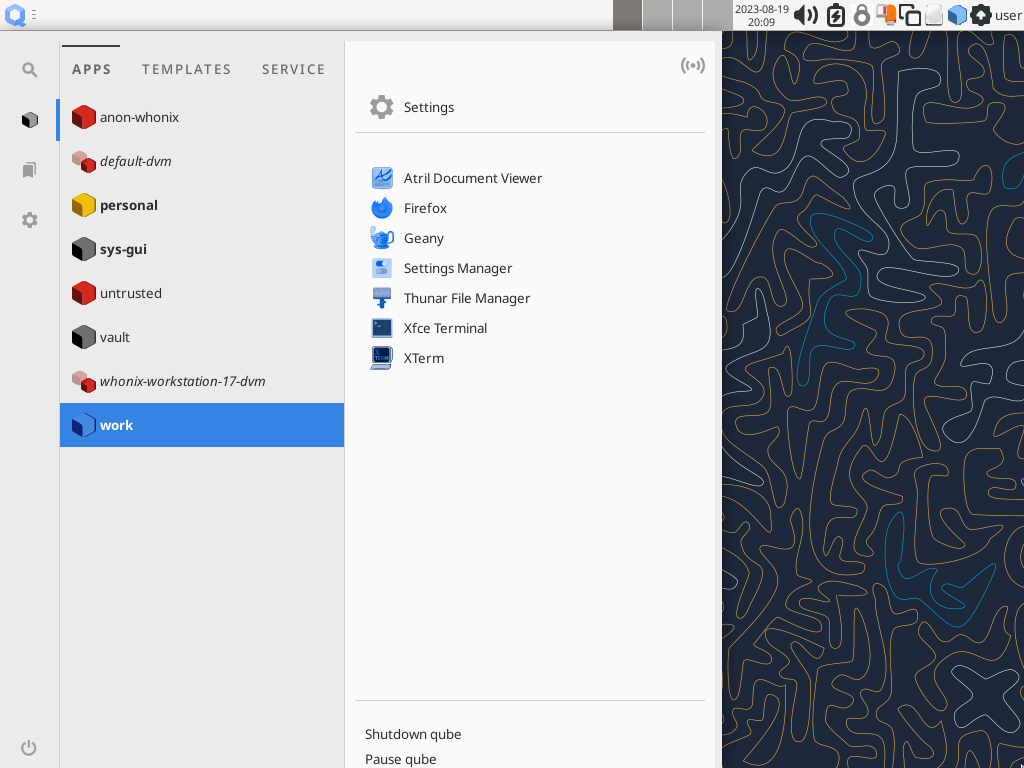 2023-08-19
20:09
user
APPS TEMPLATES SERVICE
anon-whonix
default-dvm
personal
sys-gui
untrusted
vault
whonix-workstation-17-dvm
work
Settings
Atril Document Viewer
Firefox
Geany
Settings Manager
Thunar File Manager
Xfce Terminal
XTerm
Shutdown qube
Pause qube